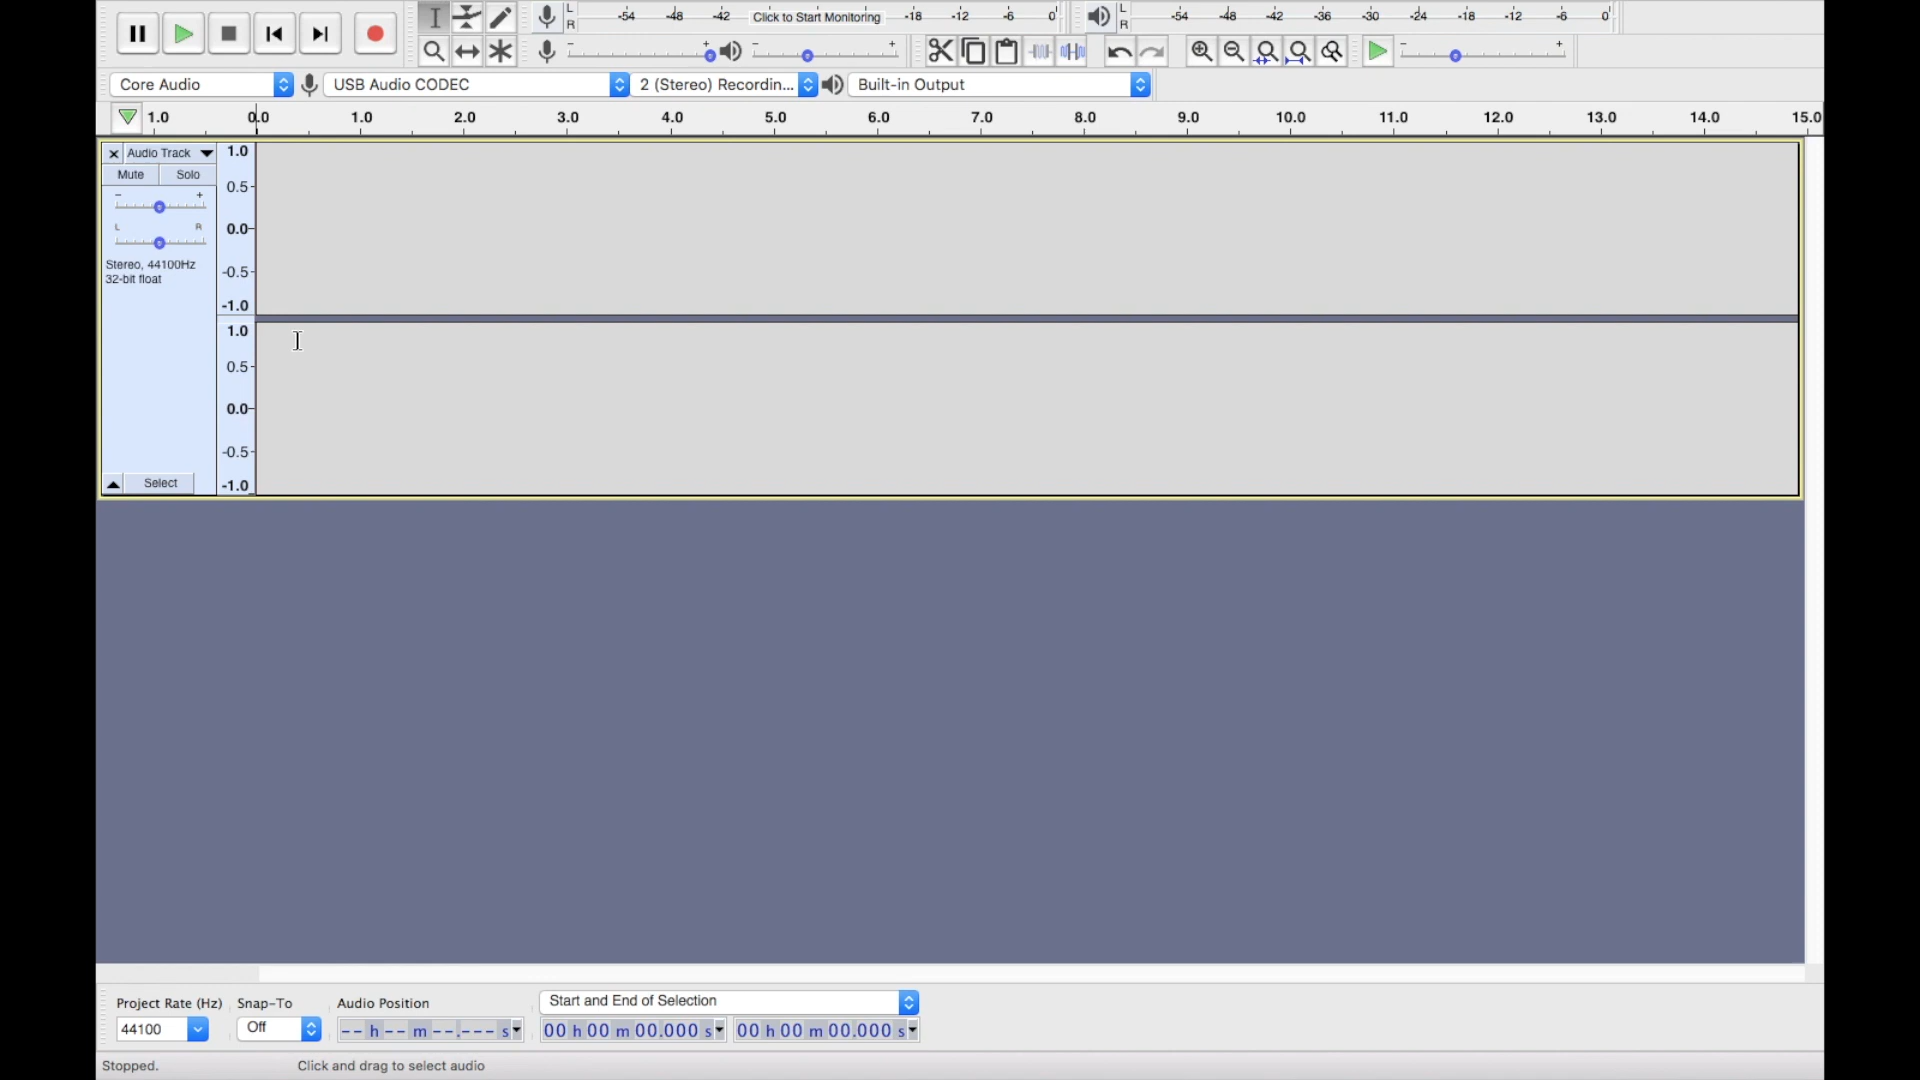 L
R -54 -48 -42 Click to Start Monitoring -18 -12 -6 0
L
R -54 -48 -42 -36 -30 -24 -18 -12 -6 0
- + - + - +
Core Audio USB Audio CODEC 2 (Stereo) Recordin... Built-in Output
1.0 0.0 1.0 2.0 3.0 4.0 5.0 6.0 7.0 8.0 9.0 10.0 11.0 12.0 13.0 14.0 15.0
x Audio Track 1.0
Mute Solo
- + 0.5
L R 0.0
Stereo, 44100Hz
32-bit float -0.5
-1.0
1.0
0.5
0.0
-0.5
Select -1.0
Project Rate (Hz) Snap-To Audio Position Start and End of Selection
44100 Off -- h -- m --.--- s 00 h 00 m 00.000 s 00 h 00 m 00.000 s
Stopped. Click and drag to select audio